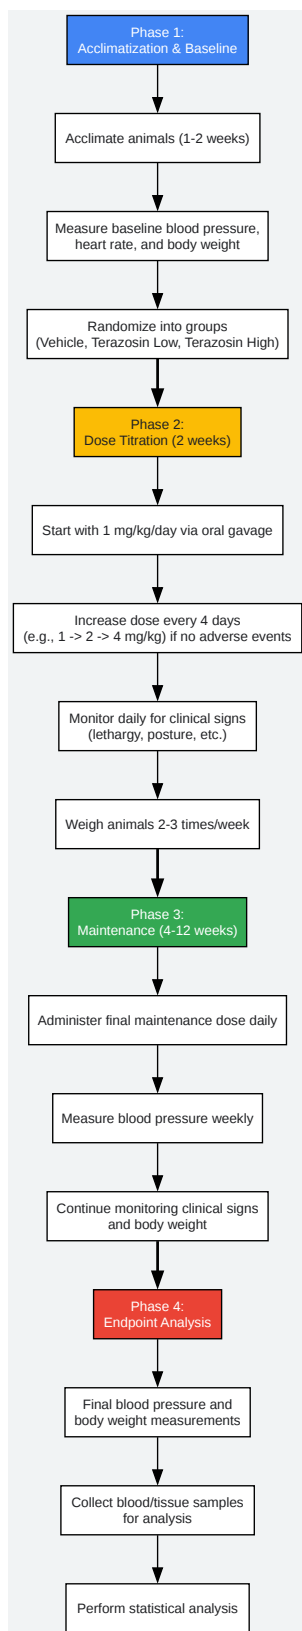 Phase 1:
Acclimatization & Baseline
Acclimate animals (1-2 weeks)
Measure baseline blood pressure,
heart rate, and body weight
Randomize into groups
(Vehicle, Terazosin Low, Terazosin High)
Phase 2:
Dose Titration (2 weeks)
Start with 1 mg/kg/day via oral gavage
Increase dose every 4 days
(e.g., 1 -> 2 -> 4 mg/kg) if no adverse events
Monitor daily for clinical signs
(lethargy, posture, etc.)
Weigh animals 2-3 times/week
Phase 3:
Maintenance (4-12 weeks)
Administer final maintenance dose daily
Measure blood pressure weekly
Continue monitoring clinical signs
and body weight
Phase 4:
Endpoint Analysis
Final blood pressure and
body weight measurements
Collect blood/tissue samples
for analysis
Perform statistical analysis